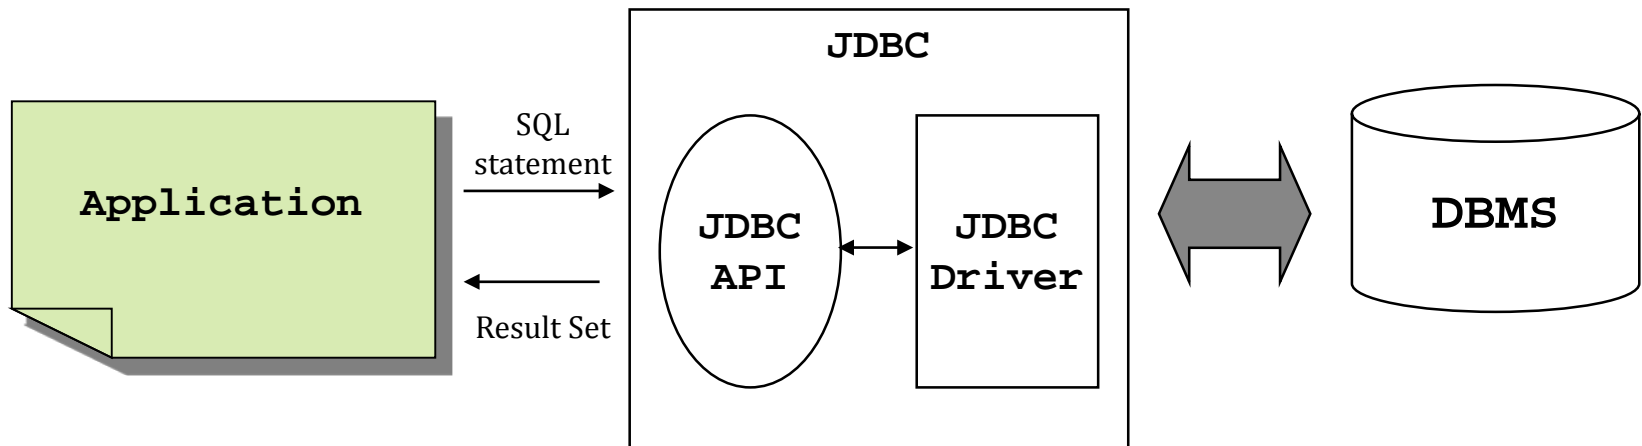 JDBC
SQL
statement
Application
JDBC
API
JDBC
Driver
DBMS
Result Set